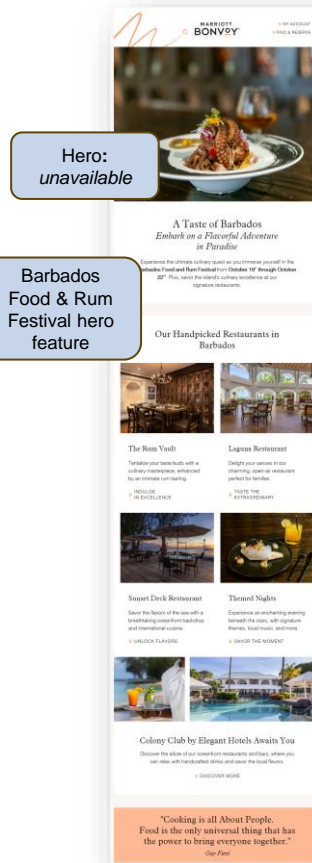 MARRIOTT
BONVOY
MY ACCOUNT
FIND & RESERVE
Hero:
unavailable
A Taste of Barbados
Embark on a Flavorful Adventure
in Paradise
Experience the ultimate culinary quest as you immerse yourself in the
Barbados Food and Rum Festival from October 19th through October
22nd. Plus, savor the island's culinary excellence at our
signature restaurants.
Barbados
Food & Rum
Festival hero
feature
Our Handpicked Restaurants in
Barbados
The Rum Vault
Tantalize your taste buds with a
culinary masterpiece, enhanced
by an intimate rum tasting.
INDULGE
IN EXCELLENCE
Laguna Restaurant
Delight your senses in our
charming, open-air restaurant
perfect for families.
TASTE THE
EXTRAORDINARY
Sunset Deck Restaurant
Savor the flavors of the sea with a
breathtaking oceanfront backdrop
and international cuisine.
UNLOCK FLAVORS
Themed Nights
Experience an enchanting evening
beneath the stars, with signature
themes, local music, and more.
SAVOR THE MOMENT
Colony Club by Elegant Hotels Awaits You
Discover the allure of our oceanfront restaurants and bars, where you
can relax with handcrafted drinks and savor the local flavors.
DISCOVER MORE
"Cooking is all About People.
Food is the only universal thing that has
the power to bring everyone together."
Guy Fieri